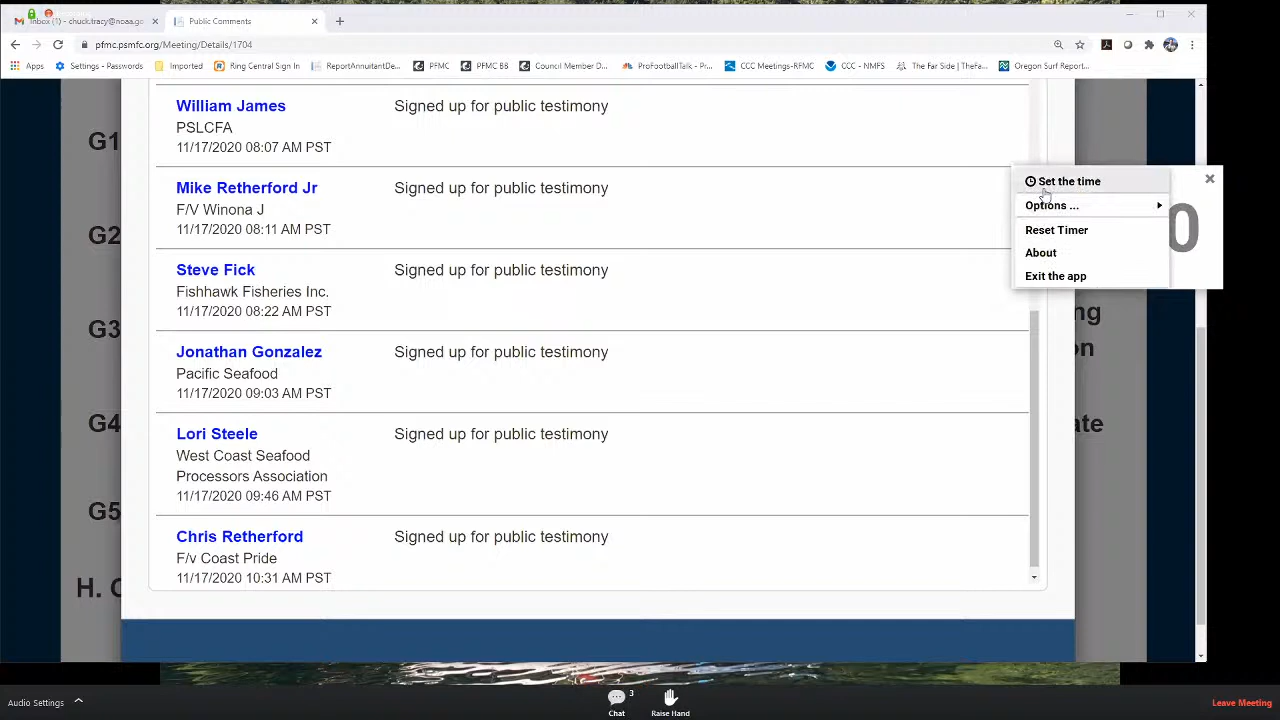 Inbox (1) - chuck.tracy@noaa.go
Public Comments
pfmc.psmfc.org/Meeting/Details/1704
Apps
Settings - Passwords
Imported
Ring Central Sign In
ReportAnnuitantDe...
PFMC
PFMC BB
Council Member D...
ProFootballTalk - Pr...
CCC Meetings-RFMC
CCC - NMFS
The Far Side | TheFa...
Oregon Surf Report...
William James
Signed up for public testimony
PSLCFA
11/17/2020 08:07 AM PST
G1
Mike Retherford Jr
Signed up for public testimony
F/V Winona J
11/17/2020 08:11 AM PST
G2
Steve Fick
Signed up for public testimony
Fishhawk Fisheries Inc.
11/17/2020 08:22 AM PST
G3
Jonathan Gonzalez
Signed up for public testimony
Pacific Seafood
11/17/2020 09:03 AM PST
G4
Lori Steele
Signed up for public testimony
West Coast Seafood
Processors Association
11/17/2020 09:46 AM PST
G5
Chris Retherford
Signed up for public testimony
F/v Coast Pride
11/17/2020 10:31 AM PST
H. C
Set the time
Options ...
Reset Timer
About
Exit the app
0
ng
on
ate
Audio Settings
3
Chat
Raise Hand
Leave Meeting